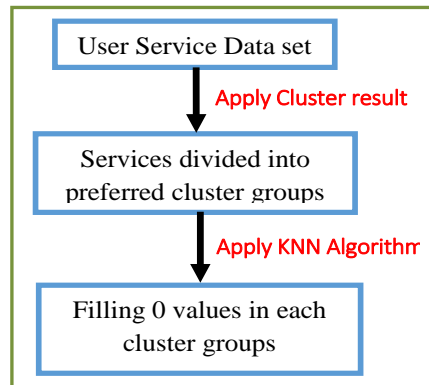 User Service Data set
Apply Cluster result
Services divided into
preferred cluster groups
Apply KNN Algorithm
Filling 0 values in each
cluster groups